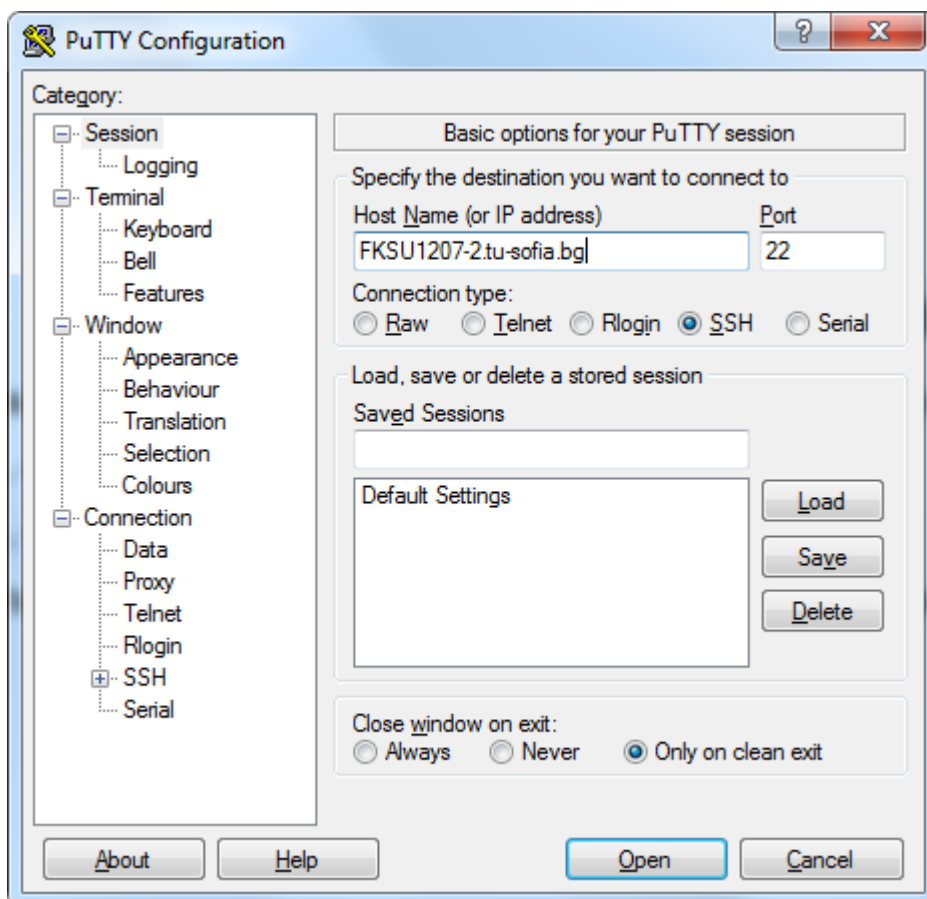 PuTTY Configuration
Category:
Session
Logging
Terminal
Keyboard
Bell
Features
Window
Appearance
Behaviour
Translation
Selection
Colours
Connection
Data
Proxy
Telnet
Rlogin
SSH
Serial
Basic options for your PuTTY session
Specify the destination you want to connect to
Host Name (or IP address) Port
FKSU1207-2.tu-sofia.bg 22
Connection type:
Raw Telnet Rlogin SSH Serial
Load, save or delete a stored session
Saved Sessions
Default Settings
Load
Save
Delete
Close window on exit:
Always Never Only on clean exit
About Help Open Cancel